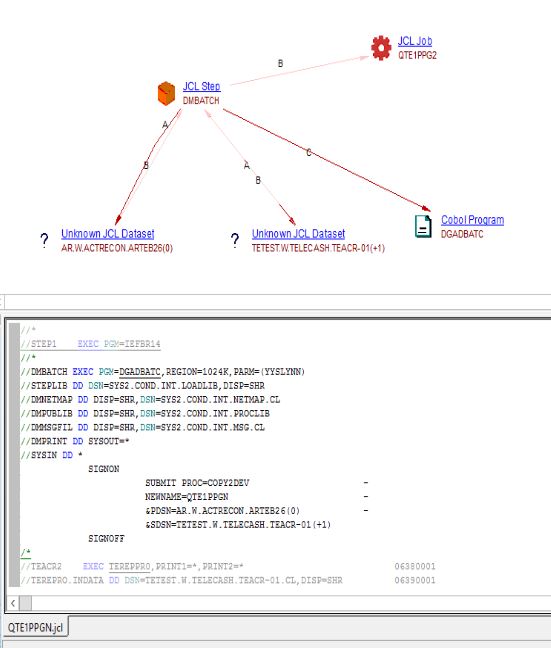 JCL Job
QTE1PPG2
B
JCL Step
DMBATCH
A
B
A
B
C
Unknown JCL Dataset
AR.W.ACTRECON.ARTEB26(0)
Unknown JCL Dataset
TETEST.W.TELECASH.TEACR-01(+1)
Cobol Program
DGADBATC
//*
//STEP1    EXEC PGM=IEFBR14
//*
//DMBATCH EXEC PGM=DGADBATC,REGION=1024K,PARM=(YYSLYNN)
//STEPLIB DD DSN=SYS2.COND.INT.LOADLIB,DISP=SHR
//DMNETMAP DD DISP=SHR,DSN=SYS2.COND.INT.NETMAP.CL
//DMPUBLIB DD DISP=SHR,DSN=SYS2.COND.INT.PROCLIB
//DMMSGFIL DD DISP=SHR,DSN=SYS2.COND.INT.MSG.CL
//DMPRINT DD SYSOUT=*
//SYSIN DD *
SIGNON
SUBMIT PROC=COPY2DEV -
NEWNAME=QTE1PPGN -
&PDSN=AR.W.ACTRECON.ARTEB26(0) -
&SDSN=TETEST.W.TELECASH.TEACR-01(+1)
SIGNOFF
/*
//TEACR2    EXEC TEREPPRO,PRINT1=*,PRINT2=* 06380001
//TEREPRO.INDATA DD DSN=TETEST.W.TELECASH.TEACR-01.CL,DISP=SHR 06390001
QTE1PPGN.jcl